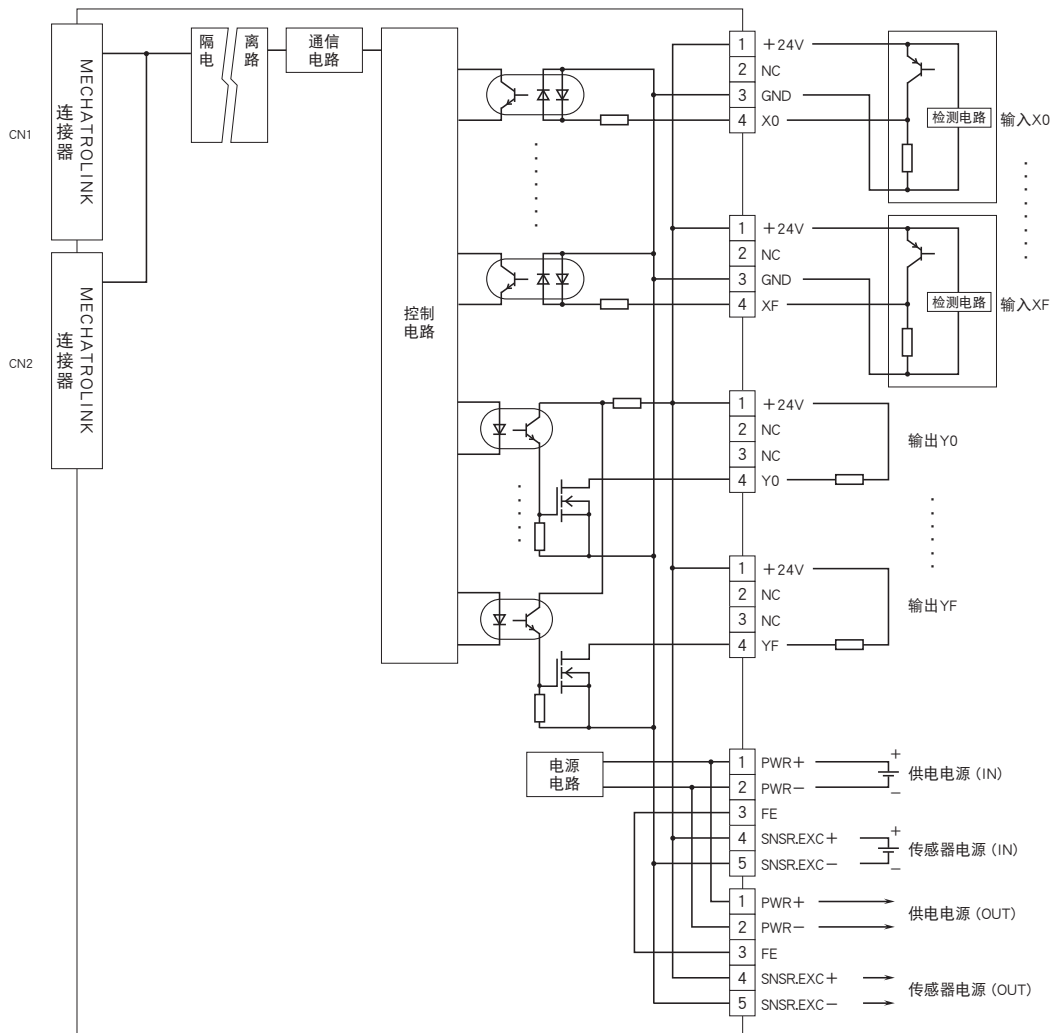 CN1
MECHATROLINK
连接器
CN2
MECHATROLINK
连接器
隔 离
电 路
通信
电路
控制
电路
1 +24V
2 NC
3 GND
4 X0
检测电路
输入X0
1 +24V
2 NC
3 GND
4 XF
检测电路
输入XF
1 +24V
2 NC
3 NC
4 Y0
输出Y0
1 +24V
2 NC
3 NC
4 YF
输出YF
电源
电路
1 PWR+
2 PWR−
3 FE
4 SNSR.EXC+
5 SNSR.EXC−
+
−
供电电源 (IN)
+
−
传感器电源 (IN)
1 PWR+
2 PWR−
3 FE
4 SNSR.EXC+
5 SNSR.EXC−
供电电源 (OUT)
传感器电源 (OUT)